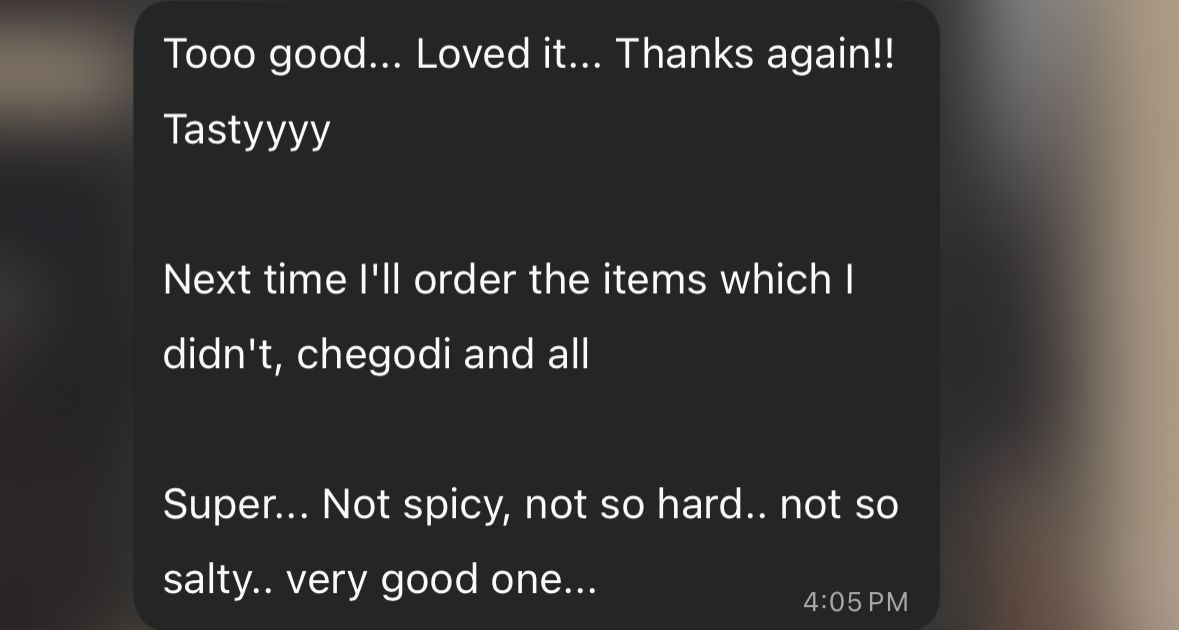 Tooo good... Loved it... Thanks again!!
Tastyyyy
Next time I'll order the items which I
didn't, chegodi and all
Super... Not spicy, not so hard.. not so
salty.. very good one...
4:05 PM